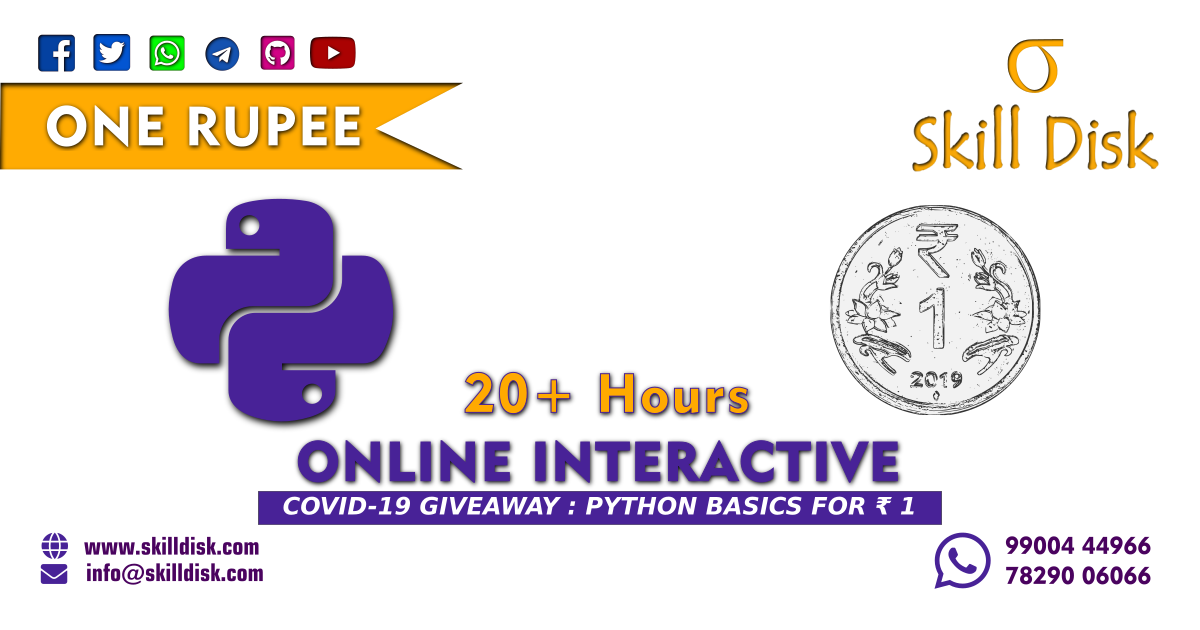 ONE RUPEE
Skill Disk
₹
1
2019
20+ Hours
ONLINE INTERACTIVE
COVID-19 GIVEAWAY : PYTHON BASICS FOR ₹ 1
www.skilldisk.com
info@skilldisk.com
99004 44966
78290 06066